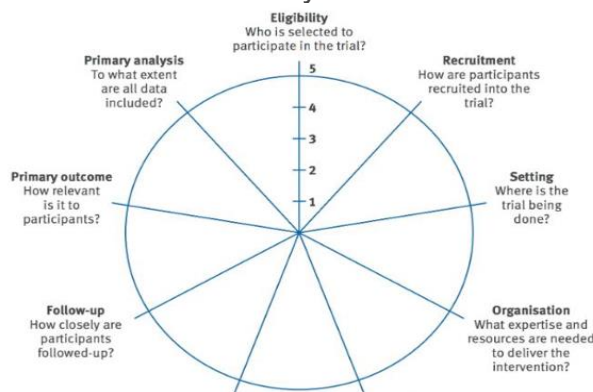 Eligibility
Who is selected to
participate in the trial?
Primary analysis
To what extent
are all data
included?
Recruitment
How are participants
recruited into the
trial?
5
4
3
2
1
Primary outcome
How relevant
is it to
participants?
Setting
Where is the
trial being
done?
Follow-up
How closely are
participants
followed-up?
Organisation
What expertise and
resources are needed
to deliver the
intervention?